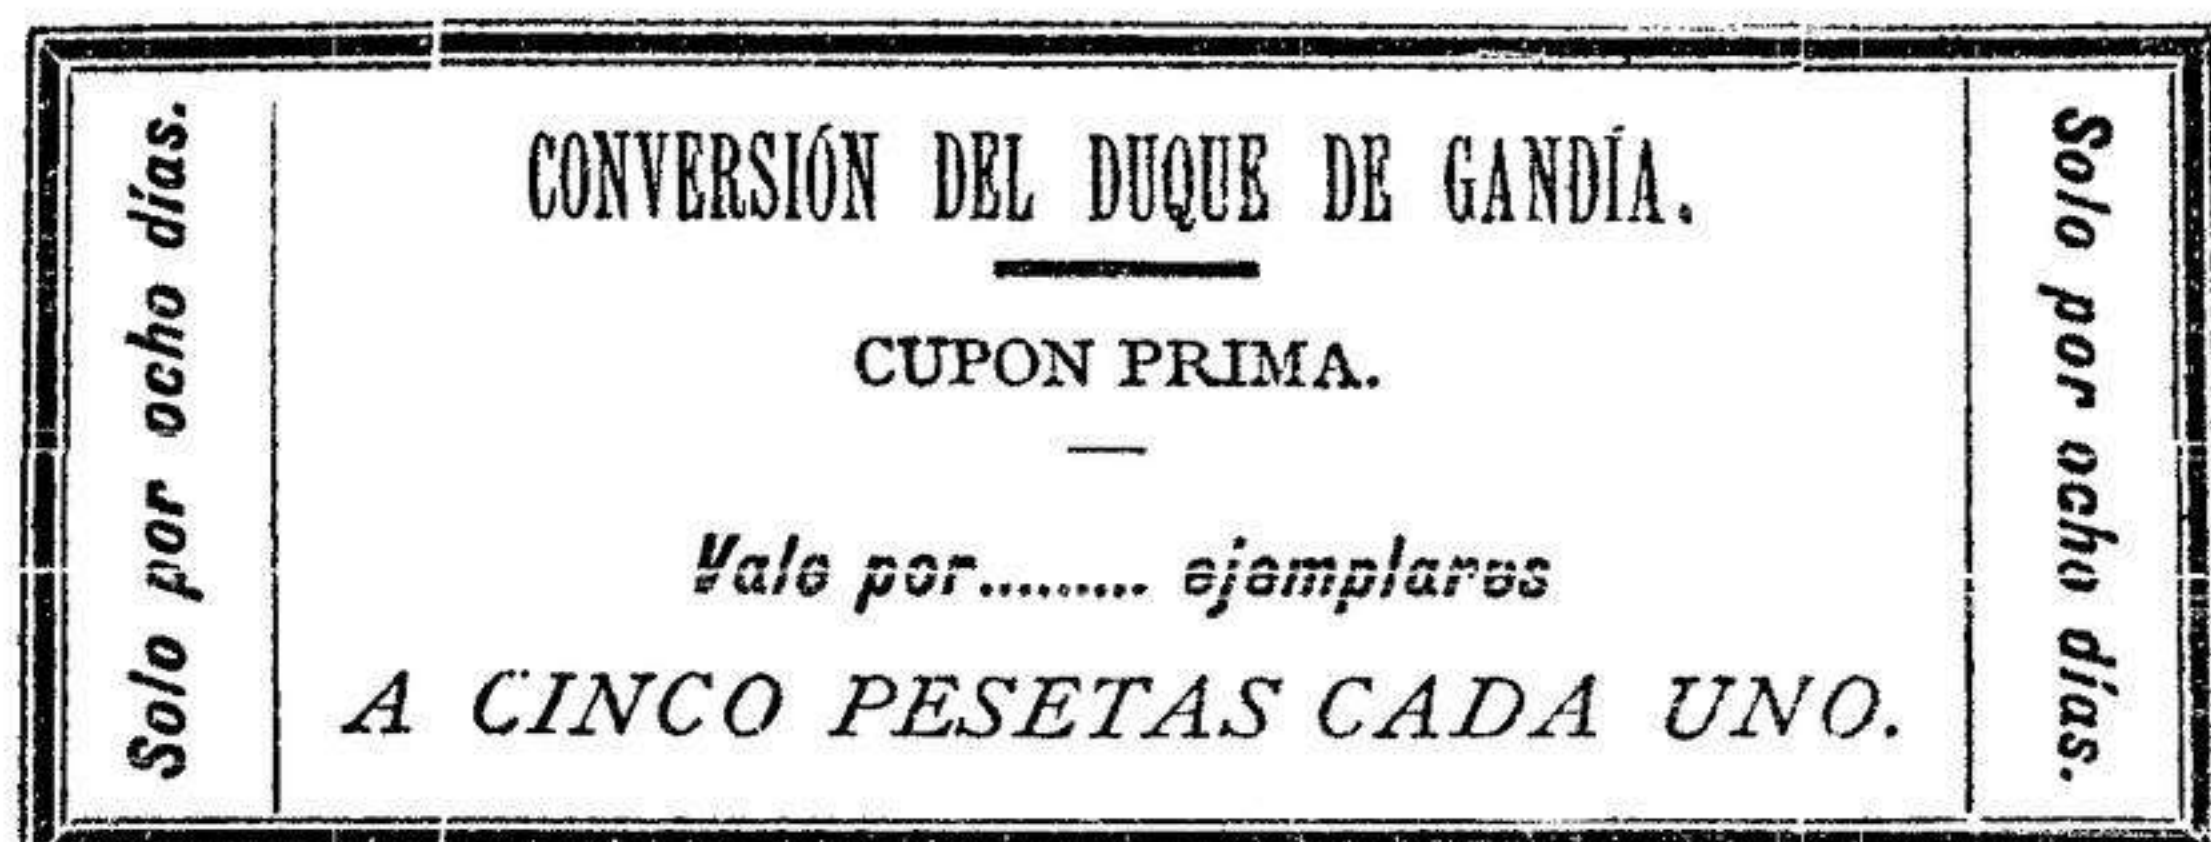 Solo por ocho días.
CONVERSIÓN DEL DUQUE DE GANDÍA.
CUPON PRIMA.
Vale por......... ejemplares
A CINCO PESETAS CADA UNO.
Solo por ocho días.